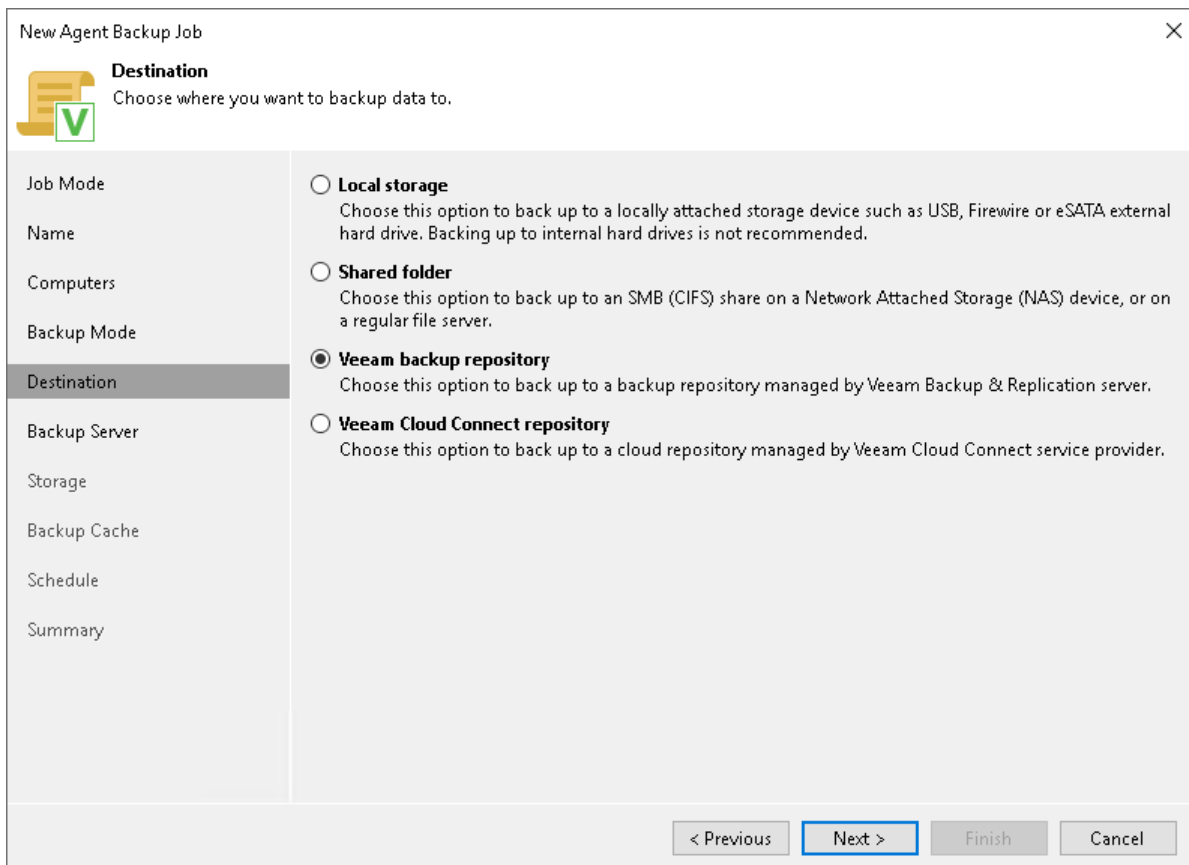 New Agent Backup Job
Destination
Choose where you want to backup data to.
V
Job Mode
Name
Computers
Backup Mode
Destination
Backup Server
Storage
Backup Cache
Schedule
Summary
Local storage
Choose this option to back up to a locally attached storage device such as USB, Firewire or eSATA external
hard drive. Backing up to internal hard drives is not recommended.
Shared folder
Choose this option to back up to an SMB (CIFS) share on a Network Attached Storage (NAS) device, or on
a regular file server.
Veeam backup repository
Choose this option to back up to a backup repository managed by Veeam Backup & Replication server.
Veeam Cloud Connect repository
Choose this option to back up to a cloud repository managed by Veeam Cloud Connect service provider.
< Previous
Next >
Finish
Cancel